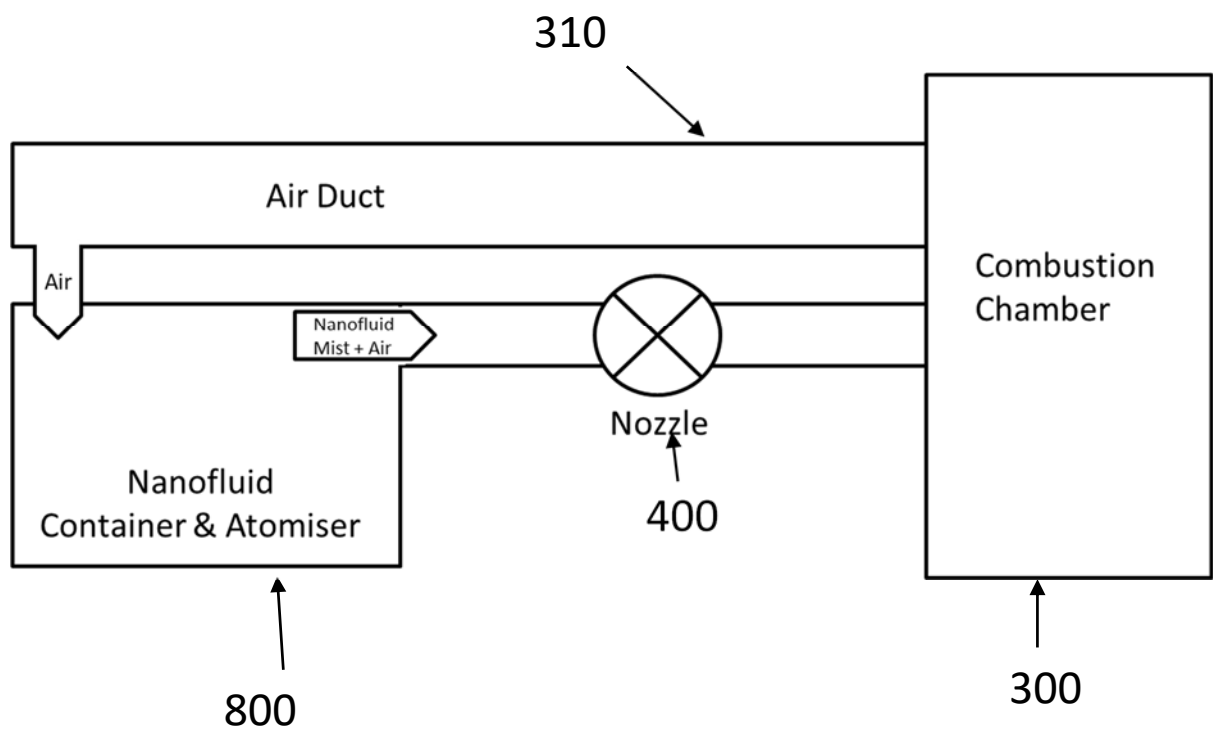 310
Air Duct
Air
Combustion
Chamber
Nanofluid
Mist + Air
Nozzle
400
Nanofluid
Container & Atomiser
800
300